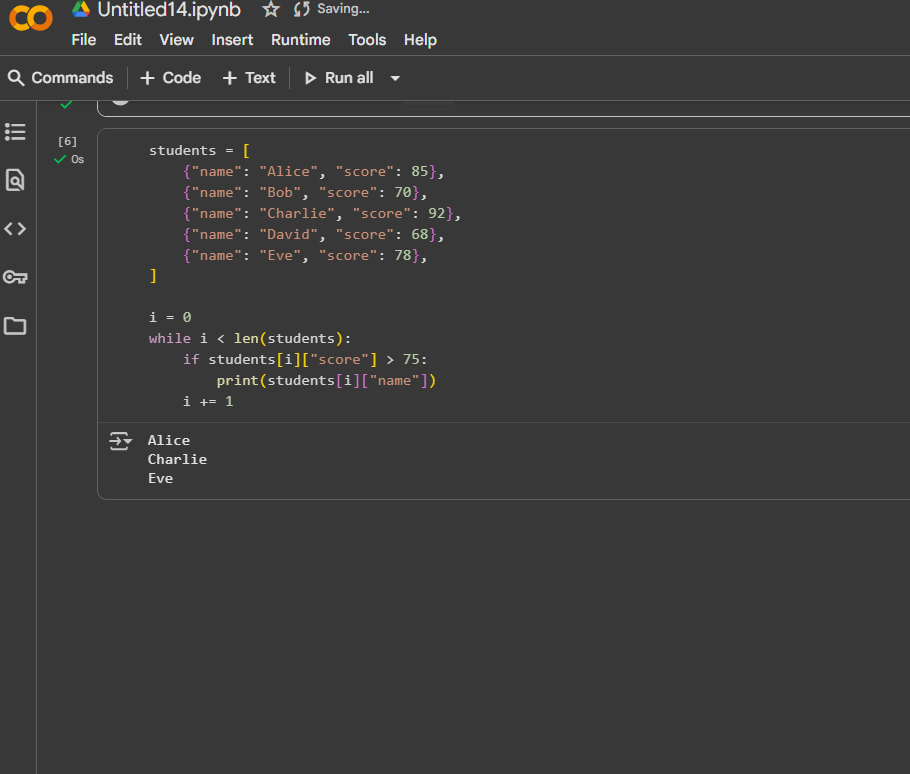 Untitled14.ipynb Saving...
File Edit View Insert Runtime Tools Help
Commands + Code + Text Run all
[6]
0s
students = [
    {"name": "Alice", "score": 85},
    {"name": "Bob", "score": 70},
    {"name": "Charlie", "score": 92},
    {"name": "David", "score": 68},
    {"name": "Eve", "score": 78},
]
i = 0
while i < len(students):
    if students[i]["score"] > 75:
        print(students[i]["name"])
    i += 1
Alice
Charlie
Eve